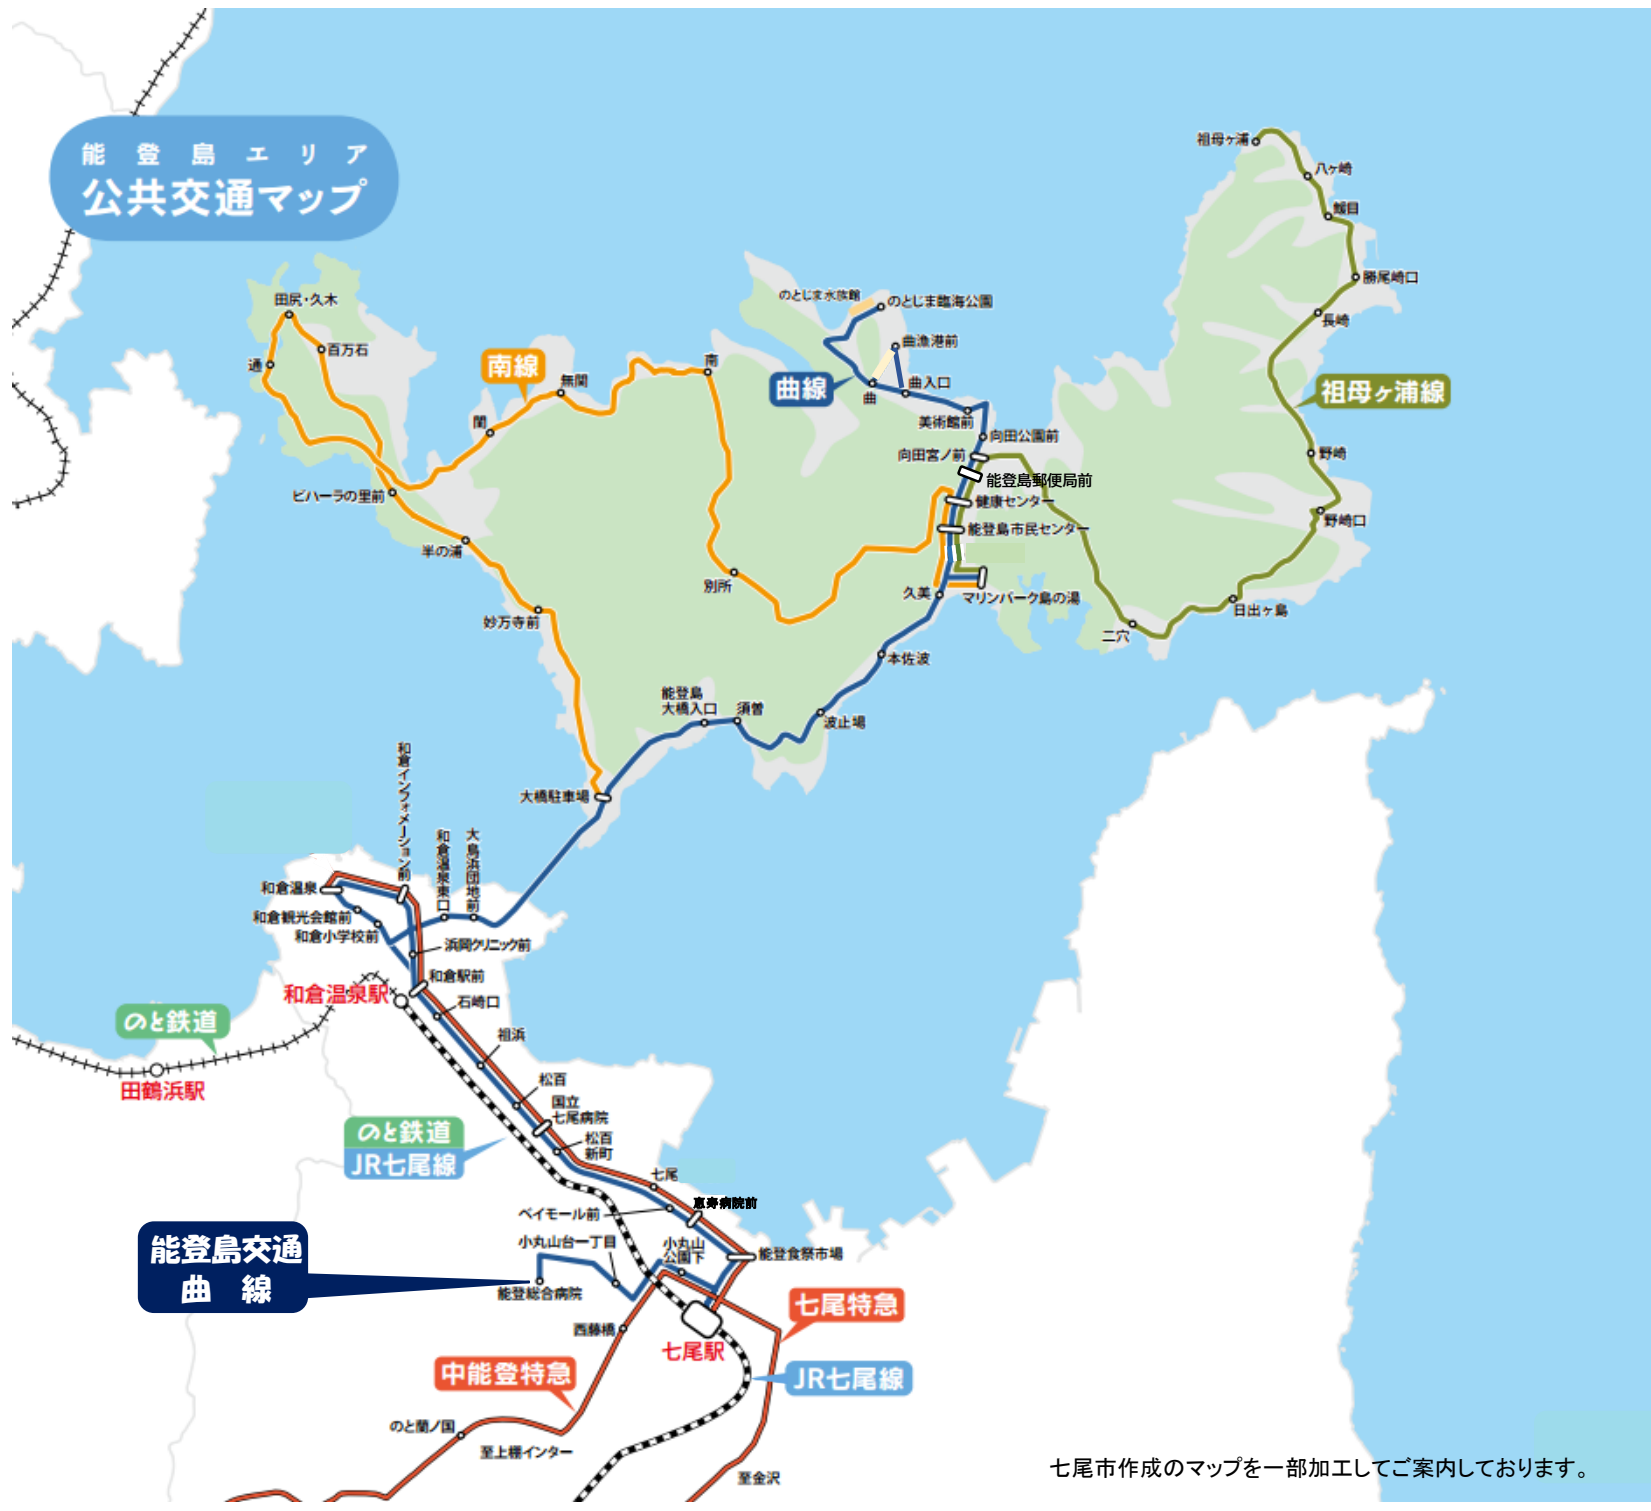 能登島エリア
公共交通マップ
祖母ヶ浦
八ヶ崎
鰀目
勝尾崎口
長崎
祖母ヶ浦線
野崎
野崎口
日出ヶ島
二穴
田尻・久木
百万石
通
南線
無関
閨
南
ビハーラの里前
半の浦
妙万寺前
別所
のとじま水族館
のとじま臨海公園
曲漁港前
曲線
曲
曲入口
美術館前
向田公園前
向田宮ノ前
能登島郵便局前
健康センター
能登島市民センター
久美
マリンパーク島の湯
本佐波
波止場
須曽
能登島
大橋入口
大橋駐車場
和倉インフォメーション前
和倉温泉東口
大鳥浜団地前
和倉温泉
和倉観光会館前
和倉小学校前
浜岡クリニック前
和倉駅前
和倉温泉駅
石崎口
のと鉄道
田鶴浜駅
祖浜
松百
国立
七尾病院
松百
新町
のと鉄道
JR七尾線
七尾
恵寿病院前
ベイモール前
小丸山台一丁目
小丸山
公園下
能登食祭市場
能登島交通
曲線
能登総合病院
七尾特急
西藤橋
七尾駅
中能登特急
JR七尾線
のと蘭ノ国
至上棚インター
至金沢
七尾市作成のマップを一部加工してご案内しております。